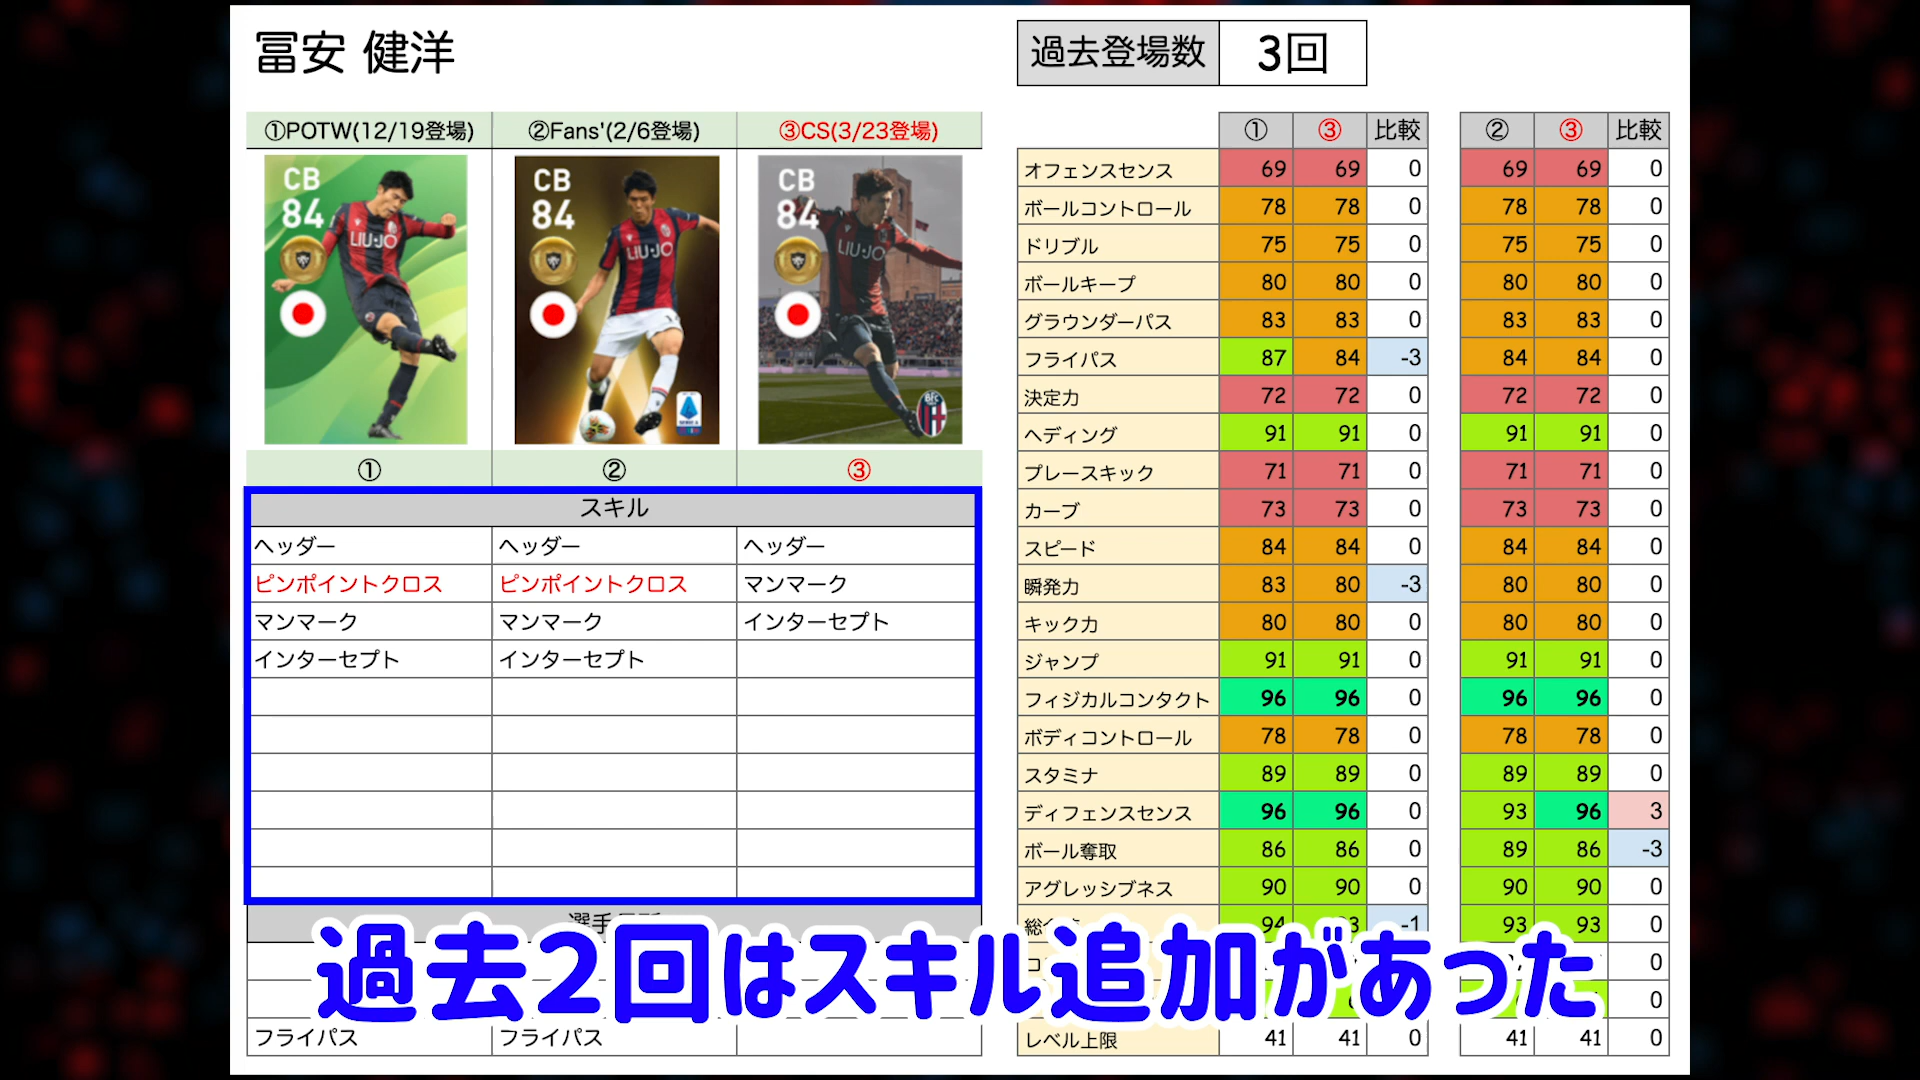 冨安 健洋
過去登場数 3回
①POTW(12/19登場) ②Fans'(2/6登場) ③CS(3/23登場)
CB 84 LIU·JO
CB 84 LIU·JO SERIE A
CB 84 LIU·JO BFC
① ② ③
スキル
ヘッダー ヘッダー ヘッダー
ピンポイントクロス ピンポイントクロス マンマーク
マンマーク マンマーク インターセプト
インターセプト インターセプト
フライパス フライパス
① ③ 比較 ② ③ 比較
オフェンスセンス 69 69 0 69 69 0
ボールコントロール 78 78 0 78 78 0
ドリブル 75 75 0 75 75 0
ボールキープ 80 80 0 80 80 0
グラウンダーパス 83 83 0 83 83 0
フライパス 87 84 -3 84 84 0
決定力 72 72 0 72 72 0
ヘディング 91 91 0 91 91 0
プレースキック 71 71 0 71 71 0
カーブ 73 73 0 73 73 0
スピード 84 84 0 84 84 0
瞬発力 83 80 -3 80 80 0
キック力 80 80 0 80 80 0
ジャンプ 91 91 0 91 91 0
フィジカルコンタクト 96 96 0 96 96 0
ボディコントロール 78 78 0 78 78 0
スタミナ 89 89 0 89 89 0
ディフェンスセンス 96 96 0 93 96 3
ボール奪取 86 86 0 89 86 -3
アグレッシブネス 90 90 0 90 90 0
94 -1 93 93 0
0 0
0 0
レベル上限 41 41 0 41 41 0
過去2回はスキル追加があった